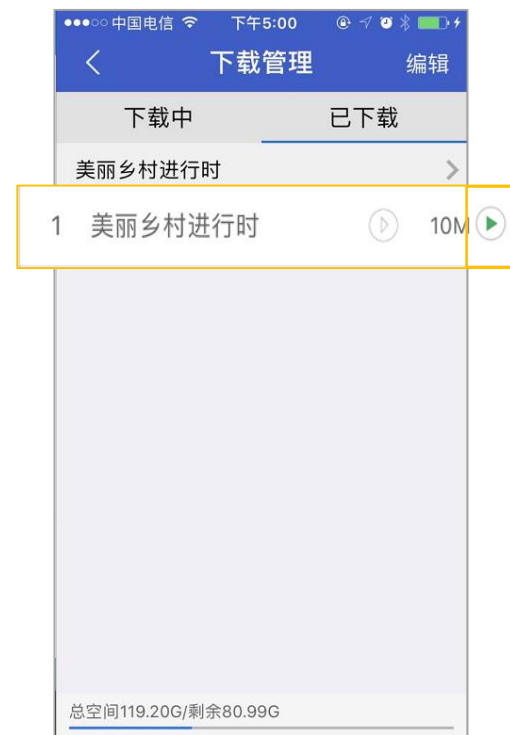 中国电信 下午5:00
下载管理 编辑
下载中 已下载
美丽乡村进行时
1 美丽乡村进行时 10M
总空间119.20G/剩余80.99G